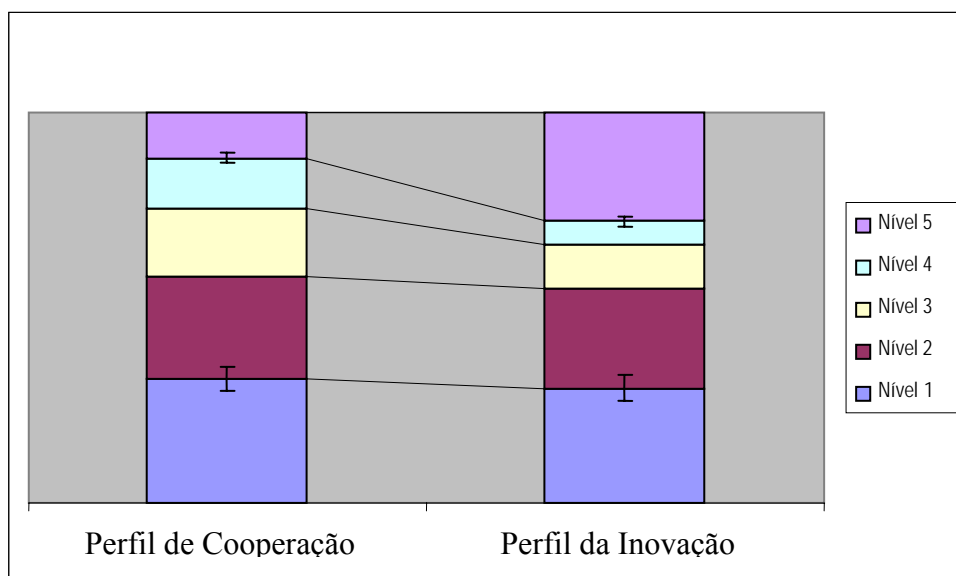 Nível 5
Nível 4
Nível 3
Nível 2
Nível 1
Perfil de Cooperação
Perfil da Inovação